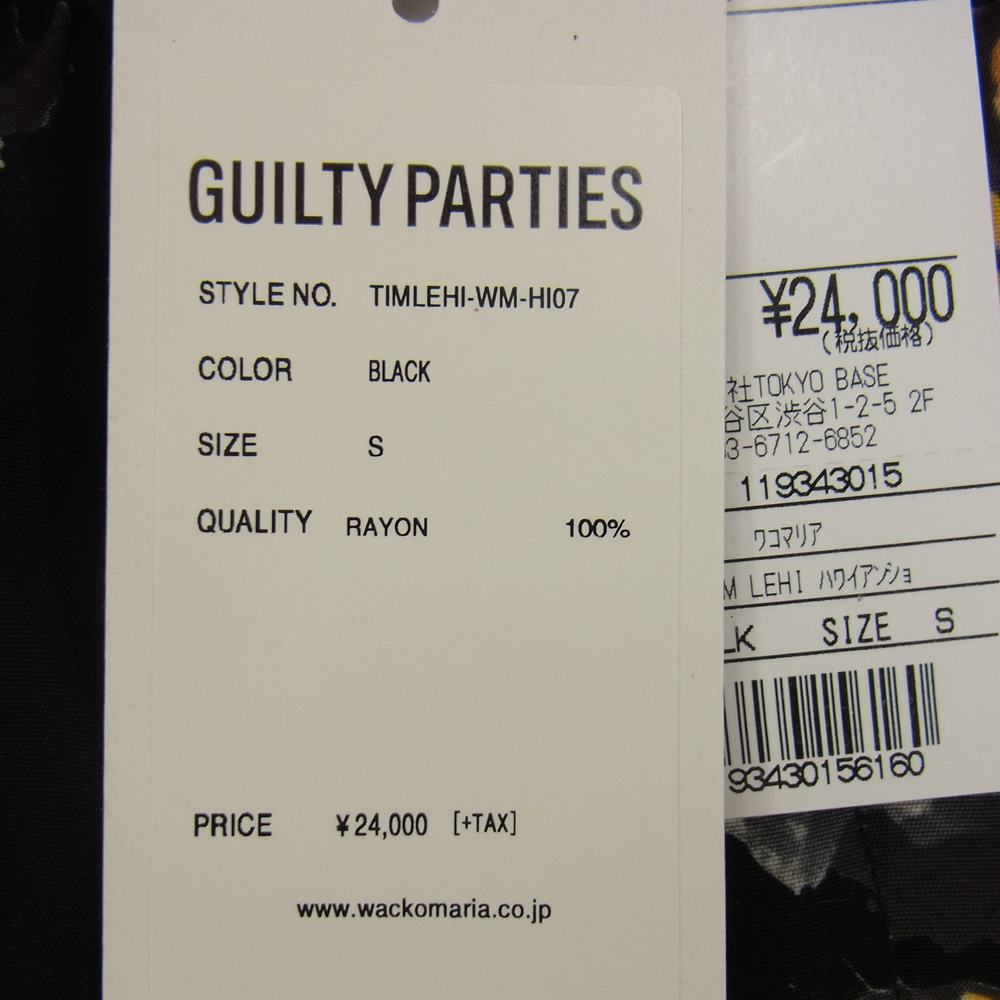 GUILTY PARTIES
STYLE NO. TIMLEHI-WM-HI07
COLOR BLACK
SIZE S
QUALITY RAYON 100%
PRICE ¥24,000 [+TAX]
www.wackomaria.co.jp
¥24,000
(税抜価格)
社TOKYO BASE
谷区渋谷1-2-5 2F
3-6712-6852
119343015
ワコマリア
M LEHI ハワイアンショ
LK SIZE S
93430156160